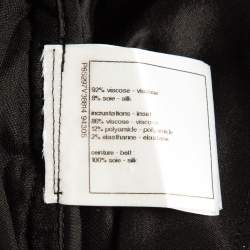 92% viscose - viscose
8% soie - silk
incrustations - inset
86% viscose - viscose
12% polyamide - polyamide
2% elasthanne - elastane
ceinture - belt
100% soie - silk